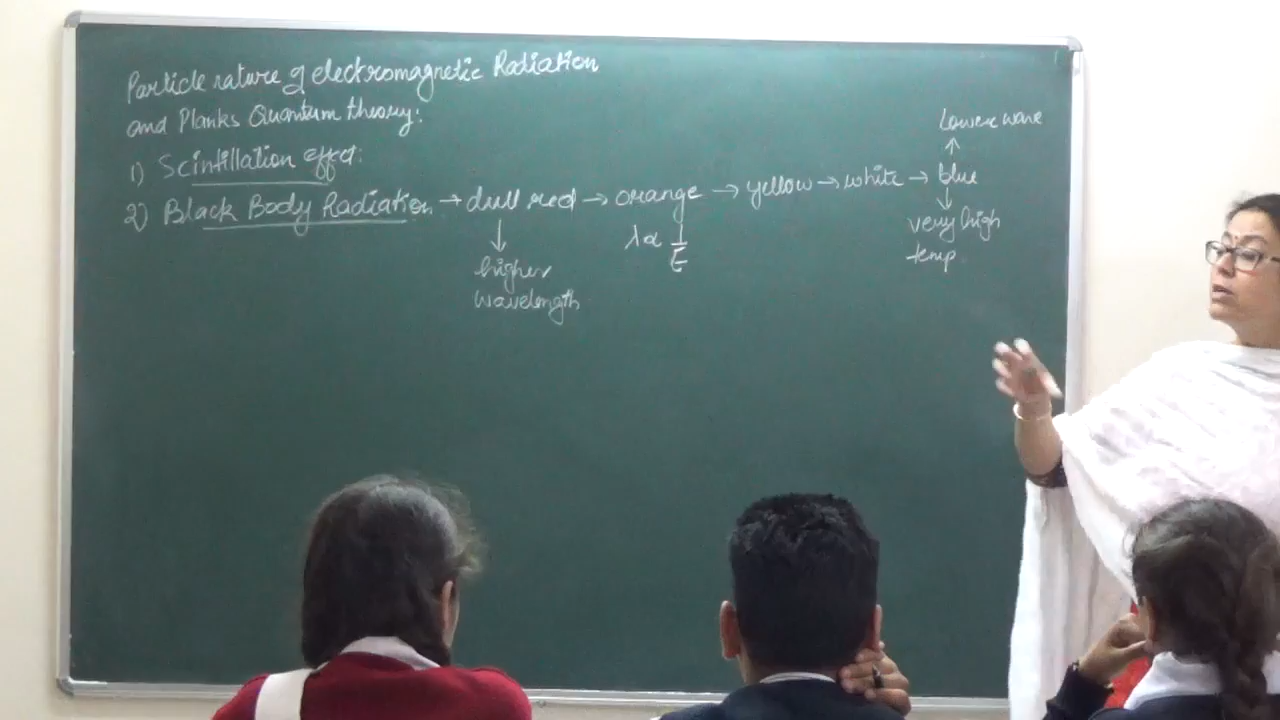 Particle nature of electromagnetic Radiation
and Planks Quantum theory:
1) Scintillation effet:
2) Black Body Radiation → dull red → orange → yellow → white → blue
↓
higher
wavelength
λ ∝ 1/E
↑
Lower wave
↓
very high
temp.